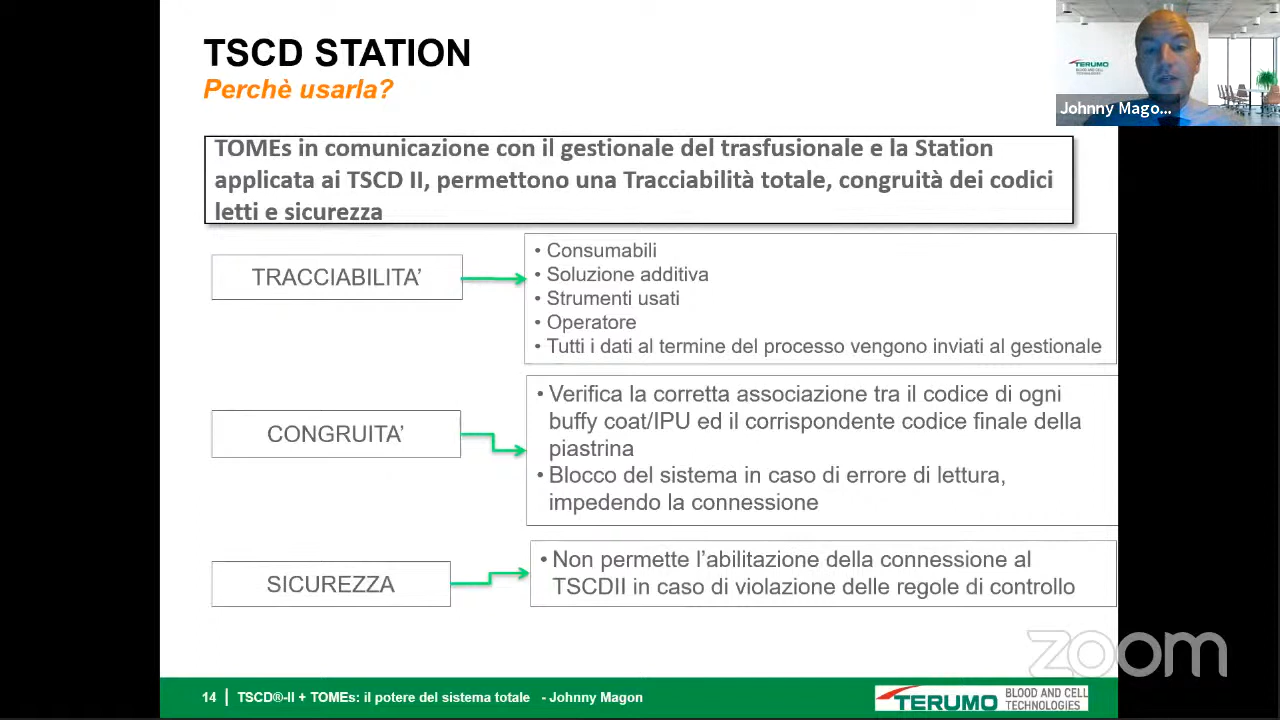 TSCD STATION
Perchè usarla?
TERUMO
BLOOD AND CELL
TECHNOLOGIES
Johnny Mago...
TOMEs in comunicazione con il gestionale del trasfusionale e la Station
applicata ai TSCD II, permettono una Tracciabilità totale, congruità dei codici
letti e sicurezza
TRACCIABILITA’
• Consumabili
• Soluzione additiva
• Strumenti usati
• Operatore
• Tutti i dati al termine del processo vengono inviati al gestionale
CONGRUITA’
• Verifica la corretta associazione tra il codice di ogni
buffy coat/IPU ed il corrispondente codice finale della
piastrina
• Blocco del sistema in caso di errore di lettura,
impedendo la connessione
SICUREZZA
• Non permette l’abilitazione della connessione al
TSCDII in caso di violazione delle regole di controllo
zoom
14 | TSCD®-II + TOMEs: il potere del sistema totale - Johnny Magon
TERUMO
BLOOD AND CELL
TECHNOLOGIES